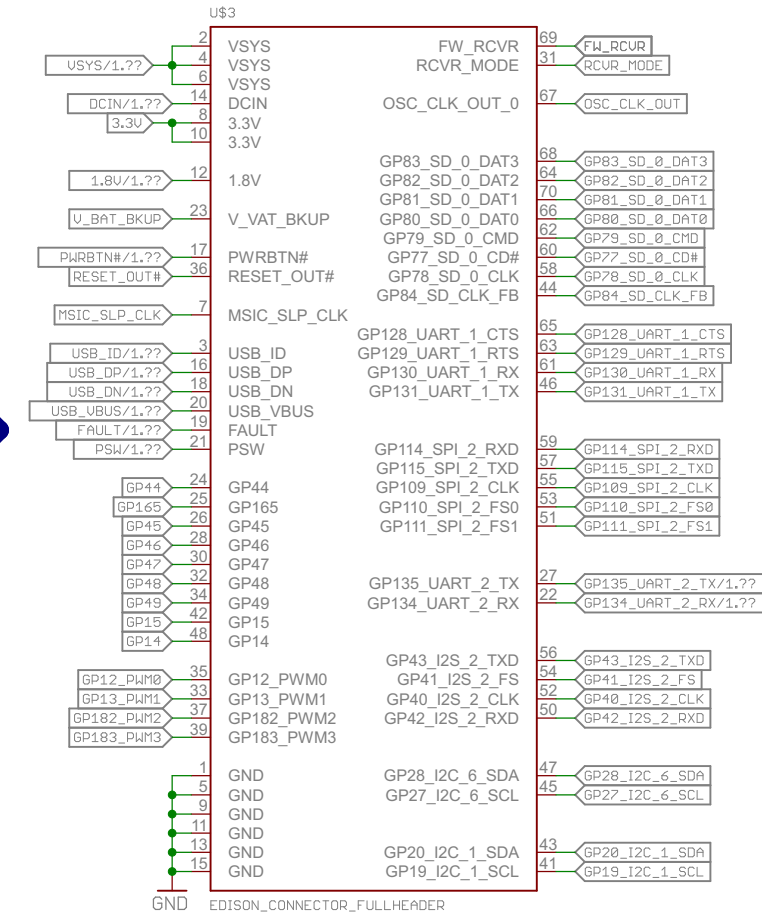 U$3
2 VSYS FW_RCVR 69 FW_RCVR
VSYS/1.?? 4 VSYS RCVR_MODE 31 RCVR_MODE
6 VSYS
DCIN/1.?? 14 DCIN OSC_CLK_OUT_0 67 OSC_CLK_OUT
3.3V 8 3.3V
10 3.3V
GP83_SD_0_DAT3 68 GP83_SD_0_DAT3
1.8V/1.?? 12 1.8V GP82_SD_0_DAT2 64 GP82_SD_0_DAT2
GP81_SD_0_DAT1 70 GP81_SD_0_DAT1
V_BAT_BKUP 23 V_VAT_BKUP GP80_SD_0_DAT0 66 GP80_SD_0_DAT0
GP79_SD_0_CMD 62 GP79_SD_0_CMD
PWRBTN#/1.?? 17 PWRBTN# GP77_SD_0_CD# 60 GP77_SD_0_CD#
RESET_OUT# 36 RESET_OUT# GP78_SD_0_CLK 58 GP78_SD_0_CLK
GP84_SD_CLK_FB 44 GP84_SD_CLK_FB
MSIC_SLP_CLK 7 MSIC_SLP_CLK
GP128_UART_1_CTS 65 GP128_UART_1_CTS
USB_ID/1.?? 3 USB_ID GP129_UART_1_RTS 63 GP129_UART_1_RTS
USB_DP/1.?? 16 USB_DP GP130_UART_1_RX 61 GP130_UART_1_RX
USB_DN/1.?? 18 USB_DN GP131_UART_1_TX 46 GP131_UART_1_TX
USB_VBUS/1.?? 20 USB_VBUS
FAULT/1.?? 19 FAULT
PSW/1.?? 21 PSW GP114_SPI_2_RXD 59 GP114_SPI_2_RXD
GP115_SPI_2_TXD 57 GP115_SPI_2_TXD
GP44 24 GP44 GP109_SPI_2_CLK 55 GP109_SPI_2_CLK
GP165 25 GP165 GP110_SPI_2_FS0 53 GP110_SPI_2_FS0
GP45 26 GP45 GP111_SPI_2_FS1 51 GP111_SPI_2_FS1
GP46 28 GP46
GP47 30 GP47
GP48 32 GP48 GP135_UART_2_TX 27 GP135_UART_2_TX/1.??
GP49 34 GP49 GP134_UART_2_RX 22 GP134_UART_2_RX/1.??
GP15 42 GP15
GP14 48 GP14
GP43_I2S_2_TXD 56 GP43_I2S_2_TXD
GP12_PWM0 35 GP12_PWM0 GP41_I2S_2_FS 54 GP41_I2S_2_FS
GP13_PWM1 33 GP13_PWM1 GP40_I2S_2_CLK 52 GP40_I2S_2_CLK
GP182_PWM2 37 GP182_PWM2 GP42_I2S_2_RXD 50 GP42_I2S_2_RXD
GP183_PWM3 39 GP183_PWM3
1 GND GP28_I2C_6_SDA 47 GP28_I2C_6_SDA
5 GND GP27_I2C_6_SCL 45 GP27_I2C_6_SCL
9 GND
11 GND
13 GND GP20_I2C_1_SDA 43 GP20_I2C_1_SDA
15 GND GP19_I2C_1_SCL 41 GP19_I2C_1_SCL
GND EDISON_CONNECTOR_FULLHEADER